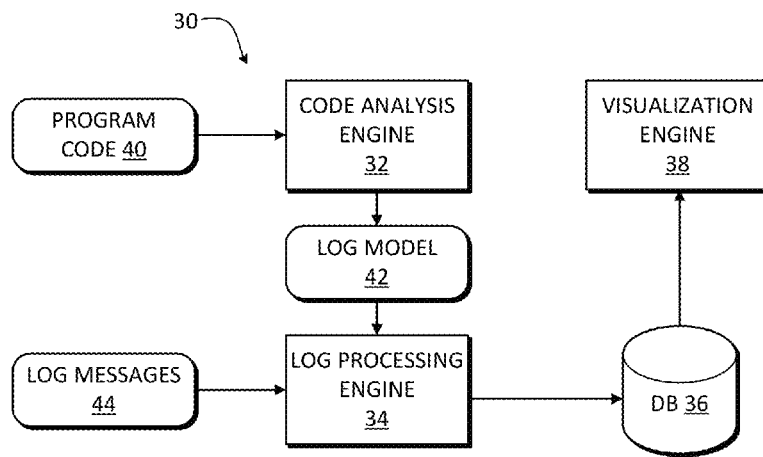 30
PROGRAM
CODE 40
CODE ANALYSIS
ENGINE
32
VISUALIZATION
ENGINE
38
LOG MODEL
42
LOG MESSAGES
44
LOG PROCESSING
ENGINE
34
DB 36